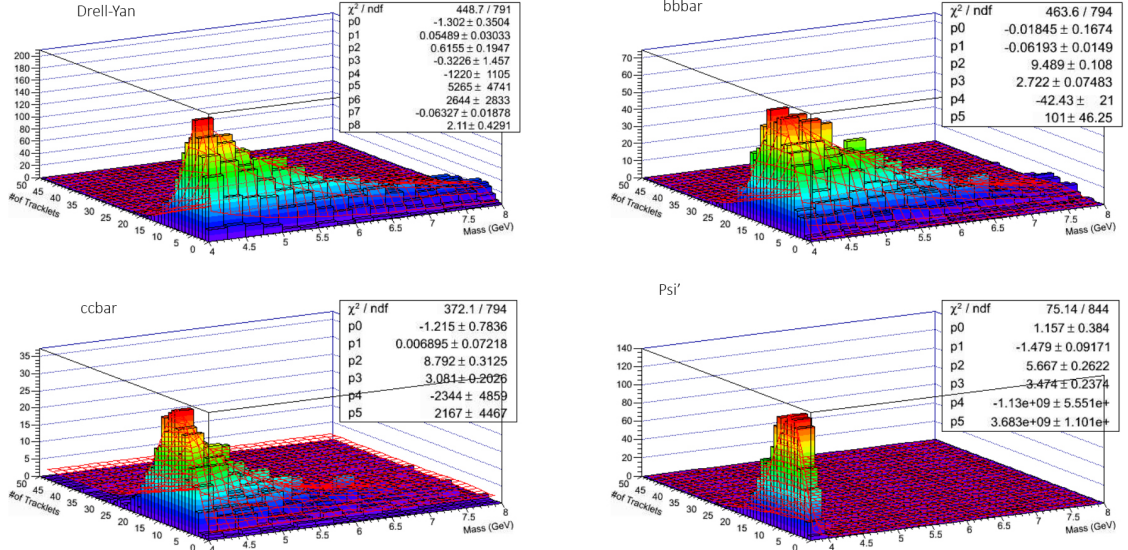 Drell-Yan
χ² / ndf 448.7 / 791
p0 -1.302 ± 0.3504
p1 0.05489 ± 0.03033
p2 0.6155 ± 0.1947
p3 -0.3226 ± 1.457
p4 -1220 ± 1105
p5 5265 ± 4741
p6 2644 ± 2833
p7 -0.06327 ± 0.01878
p8 2.11 ± 0.4291
200
180
160
140
120
100
80
60
40
20
0
50
45
40
35
30
25
20
15
10
5
0
#of Tracklets
4
4.5
5
5.5
6
6.5
7
7.5
8
Mass (GeV)
bbbar
χ² / ndf 463.6 / 794
p0 -0.01845 ± 0.1674
p1 -0.06193 ± 0.0149
p2 9.489 ± 0.108
p3 2.722 ± 0.07483
p4 -42.43 ± 21
p5 101 ± 46.25
70
60
50
40
30
20
10
0
50
45
40
35
30
25
20
15
10
5
0
#of Tracklets
4
4.5
5
5.5
6
6.5
7
7.5
8
Mass (GeV)
ccbar
χ² / ndf 372.1 / 794
p0 -1.215 ± 0.7836
p1 0.006895 ± 0.07218
p2 8.792 ± 0.3125
p3 3.081 ± 0.2026
p4 -2344 ± 4859
p5 2167 ± 4467
35
30
25
20
15
10
5
0
50
45
40
35
30
25
20
15
10
5
0
#of Tracklets
4
4.5
5
5.5
6
6.5
7
7.5
8
Mass (GeV)
Psi’
χ² / ndf 75.14 / 844
p0 1.157 ± 0.384
p1 -1.479 ± 0.09171
p2 5.667 ± 0.2622
p3 3.474 ± 0.2374
p4 -1.13e+09 ± 5.551e+
p5 3.683e+09 ± 1.101e+
140
120
100
80
60
40
20
0
50
45
40
35
30
25
20
15
10
5
0
#of Tracklets
4
4.5
5
5.5
6
6.5
7
7.5
8
Mass (GeV)